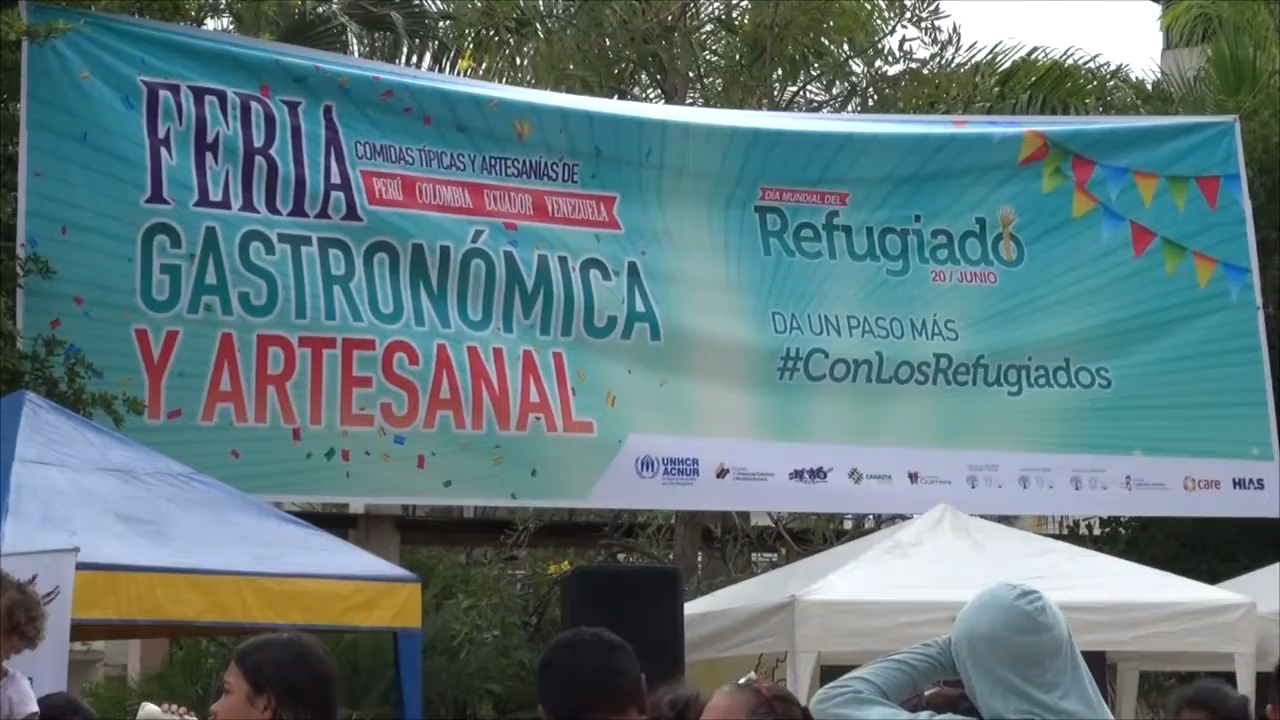 FERIA
COMIDAS TÍPICAS Y ARTESANÍAS DE
PERÚ COLOMBIA ECUADOR VENEZUELA
GASTRONÓMICA
Y ARTESANAL
DÍA MUNDIAL DEL
Refugiado
20 / JUNIO
DA UN PASO MÁS
#ConLosRefugiados
UNHCR
ACNUR
CANASTA
care
HIAS